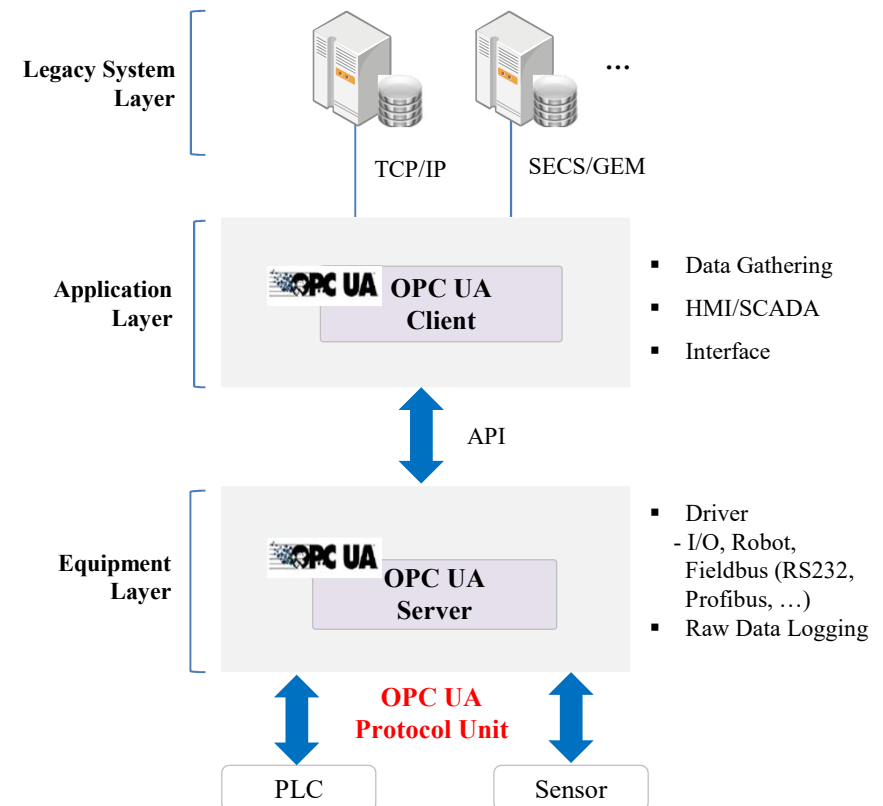 Legacy System
Layer
...
TCP/IP
SECS/GEM
Application
Layer
OPC UA
OPC UA
Client
▪ Data Gathering
▪ HMI/SCADA
▪ Interface
API
Equipment
Layer
OPC UA
OPC UA
Server
▪ Driver
- I/O, Robot,
Fieldbus (RS232,
Profibus, …)
▪ Raw Data Logging
OPC UA
Protocol Unit
PLC
Sensor